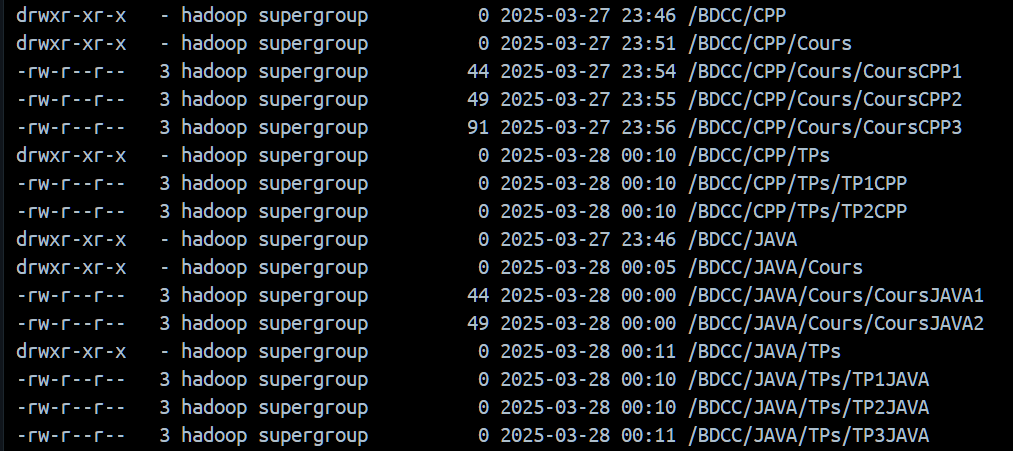 drwxr-xr-x   - hadoop supergroup          0 2025-03-27 23:46 /BDCC/CPP
drwxr-xr-x   - hadoop supergroup          0 2025-03-27 23:51 /BDCC/CPP/Cours
-rw-r--r--   3 hadoop supergroup         44 2025-03-27 23:54 /BDCC/CPP/Cours/CoursCPP1
-rw-r--r--   3 hadoop supergroup         49 2025-03-27 23:55 /BDCC/CPP/Cours/CoursCPP2
-rw-r--r--   3 hadoop supergroup         91 2025-03-27 23:56 /BDCC/CPP/Cours/CoursCPP3
drwxr-xr-x   - hadoop supergroup          0 2025-03-28 00:10 /BDCC/CPP/TPs
-rw-r--r--   3 hadoop supergroup          0 2025-03-28 00:10 /BDCC/CPP/TPs/TP1CPP
-rw-r--r--   3 hadoop supergroup          0 2025-03-28 00:10 /BDCC/CPP/TPs/TP2CPP
drwxr-xr-x   - hadoop supergroup          0 2025-03-27 23:46 /BDCC/JAVA
drwxr-xr-x   - hadoop supergroup          0 2025-03-28 00:05 /BDCC/JAVA/Cours
-rw-r--r--   3 hadoop supergroup         44 2025-03-28 00:00 /BDCC/JAVA/Cours/CoursJAVA1
-rw-r--r--   3 hadoop supergroup         49 2025-03-28 00:00 /BDCC/JAVA/Cours/CoursJAVA2
drwxr-xr-x   - hadoop supergroup          0 2025-03-28 00:11 /BDCC/JAVA/TPs
-rw-r--r--   3 hadoop supergroup          0 2025-03-28 00:10 /BDCC/JAVA/TPs/TP1JAVA
-rw-r--r--   3 hadoop supergroup          0 2025-03-28 00:10 /BDCC/JAVA/TPs/TP2JAVA
-rw-r--r--   3 hadoop supergroup          0 2025-03-28 00:11 /BDCC/JAVA/TPs/TP3JAVA